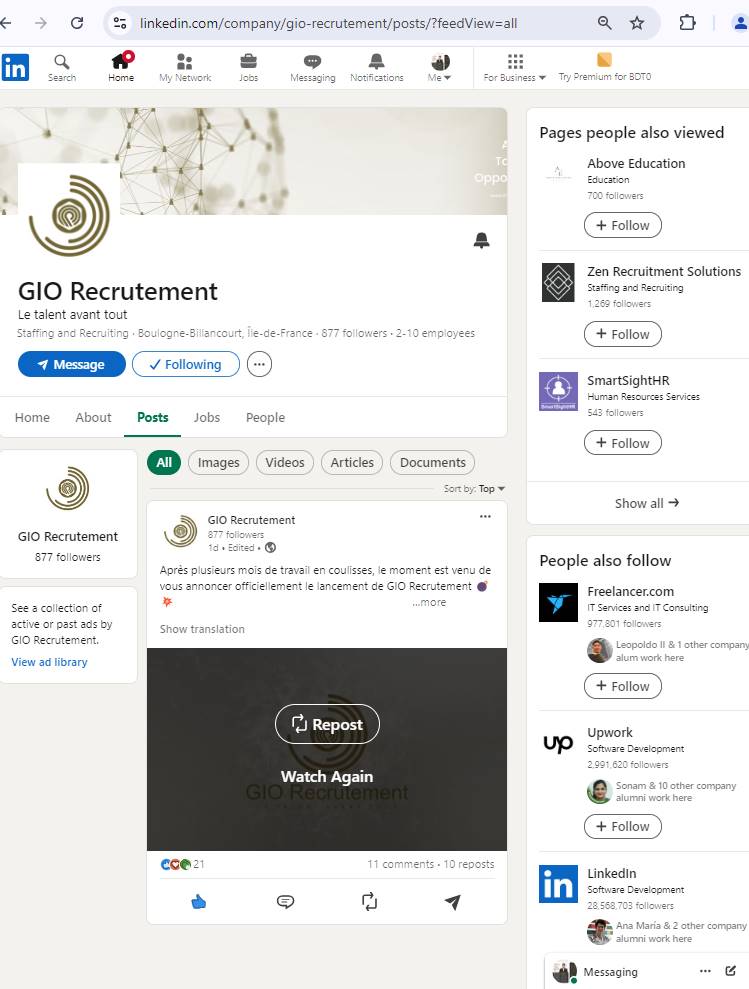 linkedin.com/company/gio-recrutement/posts/?feedView=all
in
Search
Home
My Network
Jobs
Messaging
Notifications
Me
For Business
Try Premium for BDT0
GIO Recrutement
Le talent avant tout
Staffing and Recruiting · Boulogne-Billancourt, Île-de-France · 877 followers · 2-10 employees
Message
Following
Home
About
Posts
Jobs
People
GIO Recrutement
877 followers
See a collection of
active or past ads by
GIO Recrutement.
View ad library
All
Images
Videos
Articles
Documents
Sort by: Top
GIO Recrutement
877 followers
1d • Edited •
Après plusieurs mois de travail en coulisses, le moment est venu de
vous annoncer officiellement le lancement de GIO Recrutement 💣
💥
...more
Show translation
Repost
Watch Again
GIO Recrutement
21
11 comments · 10 reposts
Pages people also viewed
Above Education
Education
700 followers
+ Follow
Zen Recruitment Solutions
Staffing and Recruiting
1,269 followers
+ Follow
SmartSightHR
SmartSightHR
Human Resources Services
543 followers
+ Follow
Show all →
People also follow
Freelancer.com
IT Services and IT Consulting
977,801 followers
Leopoldo II & 1 other company
alum work here
+ Follow
up
Upwork
Software Development
2,991,620 followers
Sonam & 10 other company
alumni work here
+ Follow
in
LinkedIn
Software Development
28,568,703 followers
Ana María & 2 other company
alumni work here
Messaging